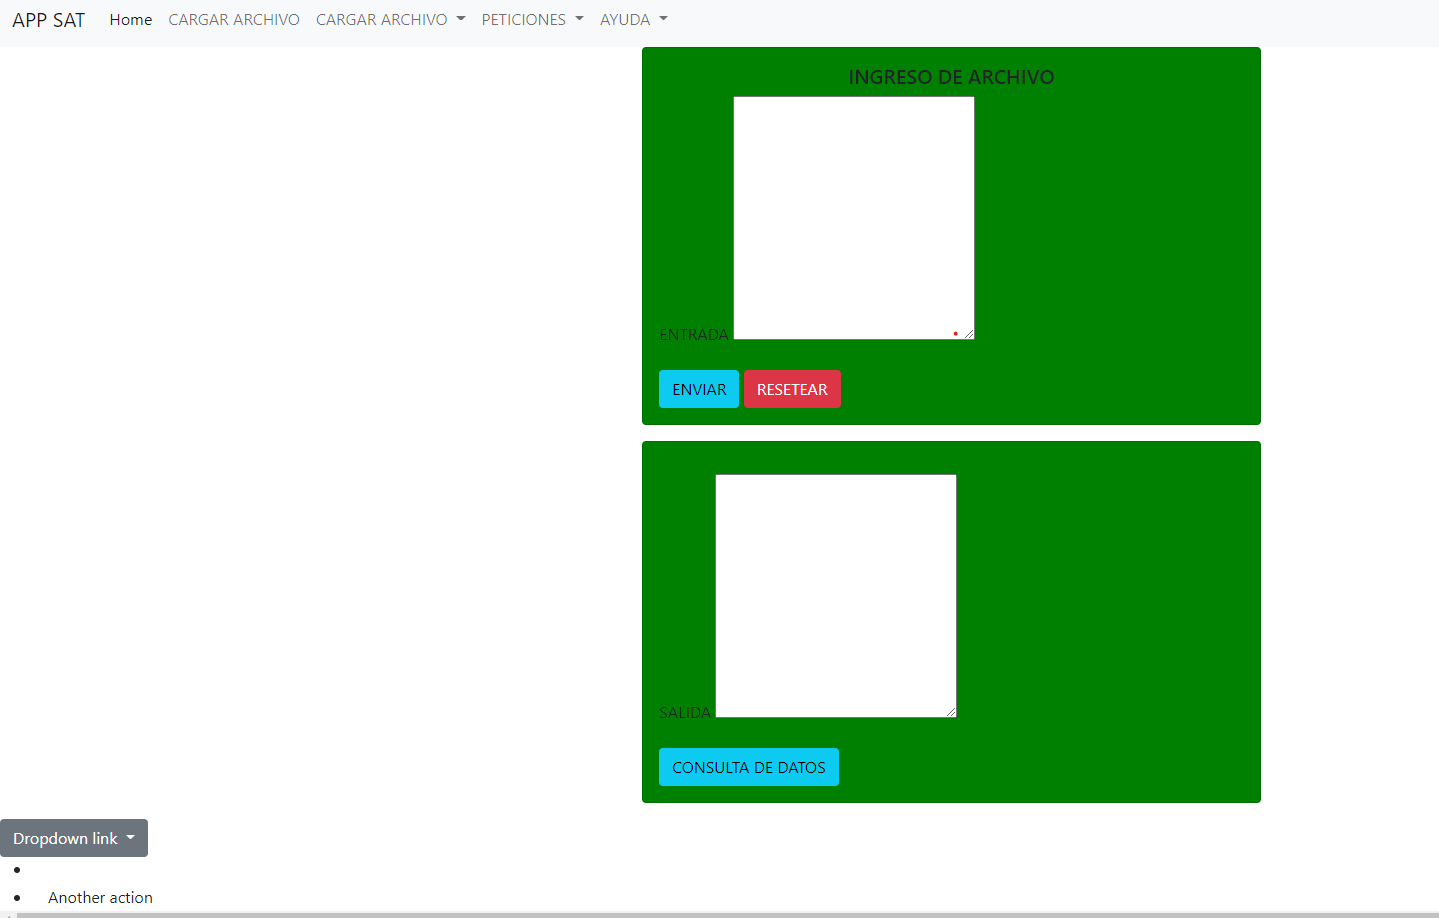 APP SAT Home CARGAR ARCHIVO CARGAR ARCHIVO PETICIONES AYUDA
INGRESO DE ARCHIVO
ENTRADA
ENVIAR RESETEAR
SALIDA
CONSULTA DE DATOS
Dropdown link
Another action